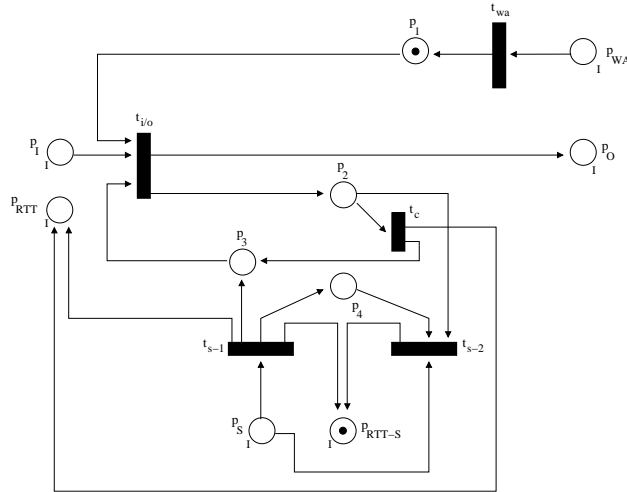 t_wa
p_1
p_WA
I
t_i/o
p_I
I
p_O
I
p_2
p_RTT
I
t_c
p_3
p_4
t_s-1
t_s-2
p_S
I
p_RTT-S
I